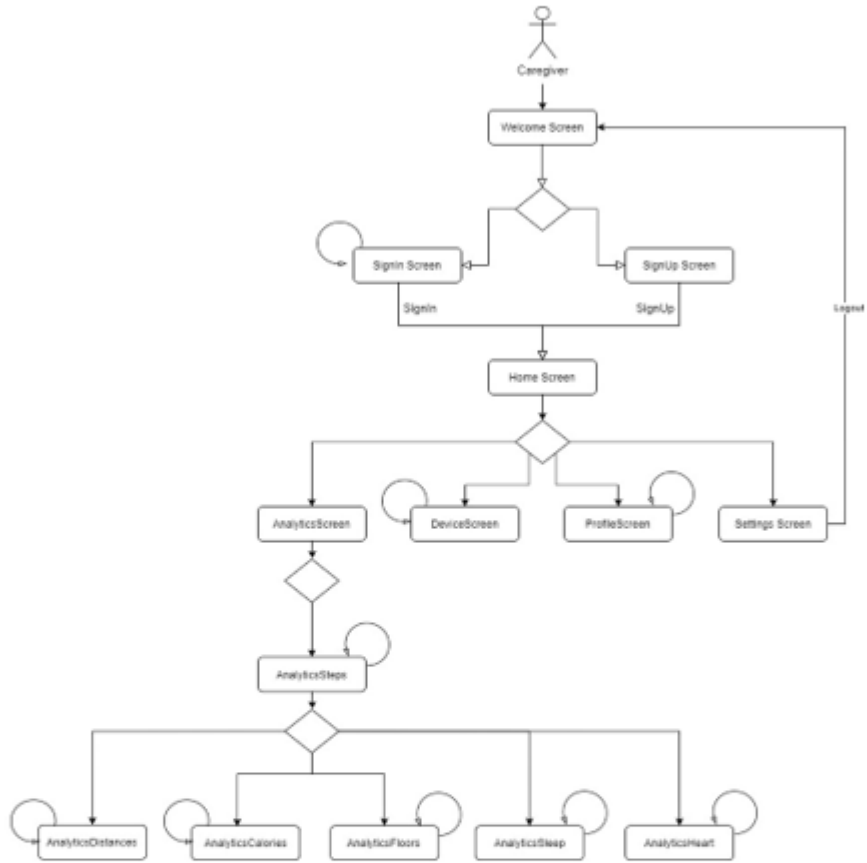 Caregiver
Welcome Screen
SignIn Screen
SignUp Screen
SignIn
SignUp
Logout
Home Screen
AnalyticsScreen
DeviceScreen
ProfileScreen
Settings Screen
AnalyticsSteps
AnalyticsDistances
AnalyticsCalories
AnalyticsFloors
AnalyticsSleep
AnalyticsHeart